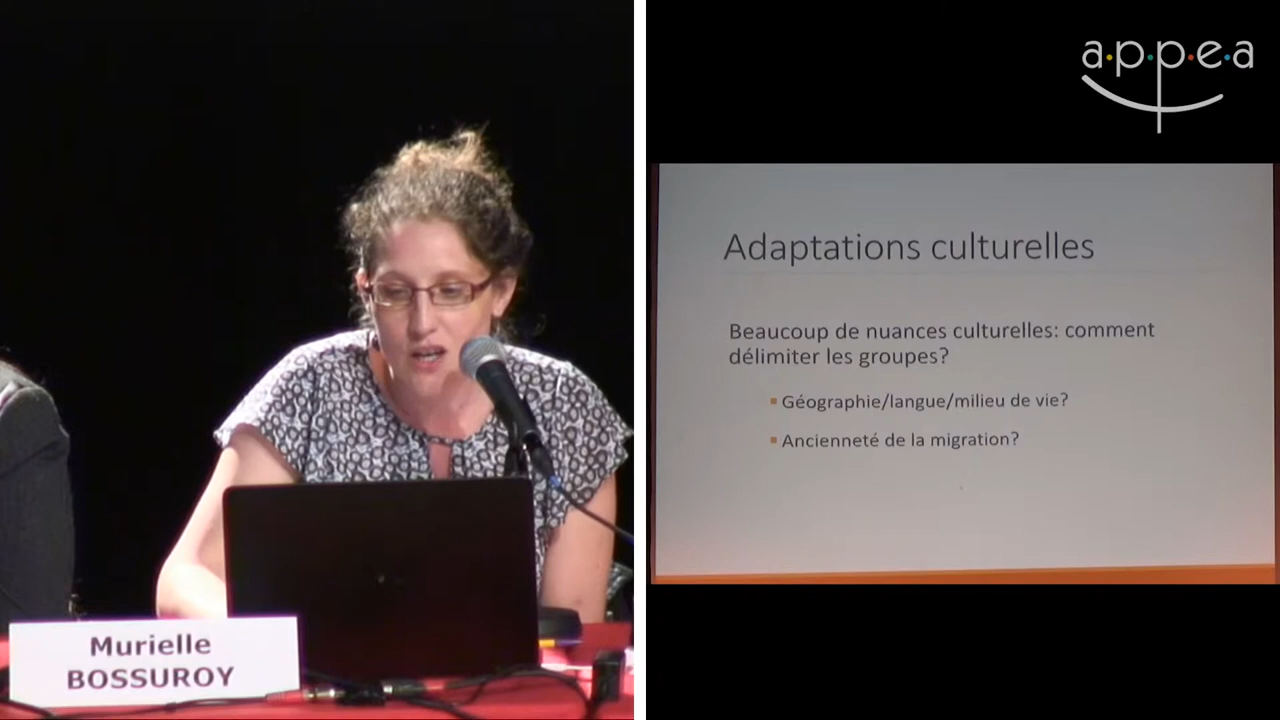 Murielle
BOSSUROY
a.p.p.e.a
Adaptations culturelles
Beaucoup de nuances culturelles: comment
délimiter les groupes?
Géographie/langue/milieu de vie?
Ancienneté de la migration?